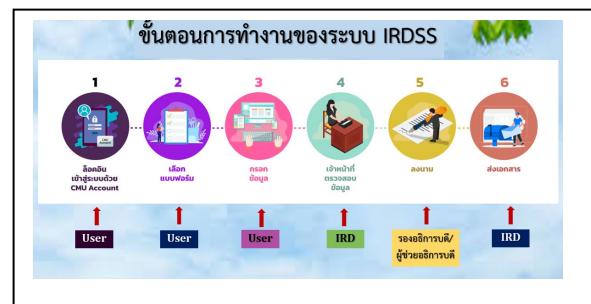 ขั้นตอนการทำงานของระบบ IRDSS
1 2 3 4 5 6
CMU Account
ล็อคอิน
เข้าสู่ระบบด้วย
CMU Account
เลือก
แบบฟอร์ม
กรอก
ข้อมูล
เจ้าหน้าที่
ตรวจสอบ
ข้อมูล
ลงนาม
ส่งเอกสาร
User
User
User
IRD
รองอธิการบดี/
ผู้ช่วยอธิการบดี
IRD